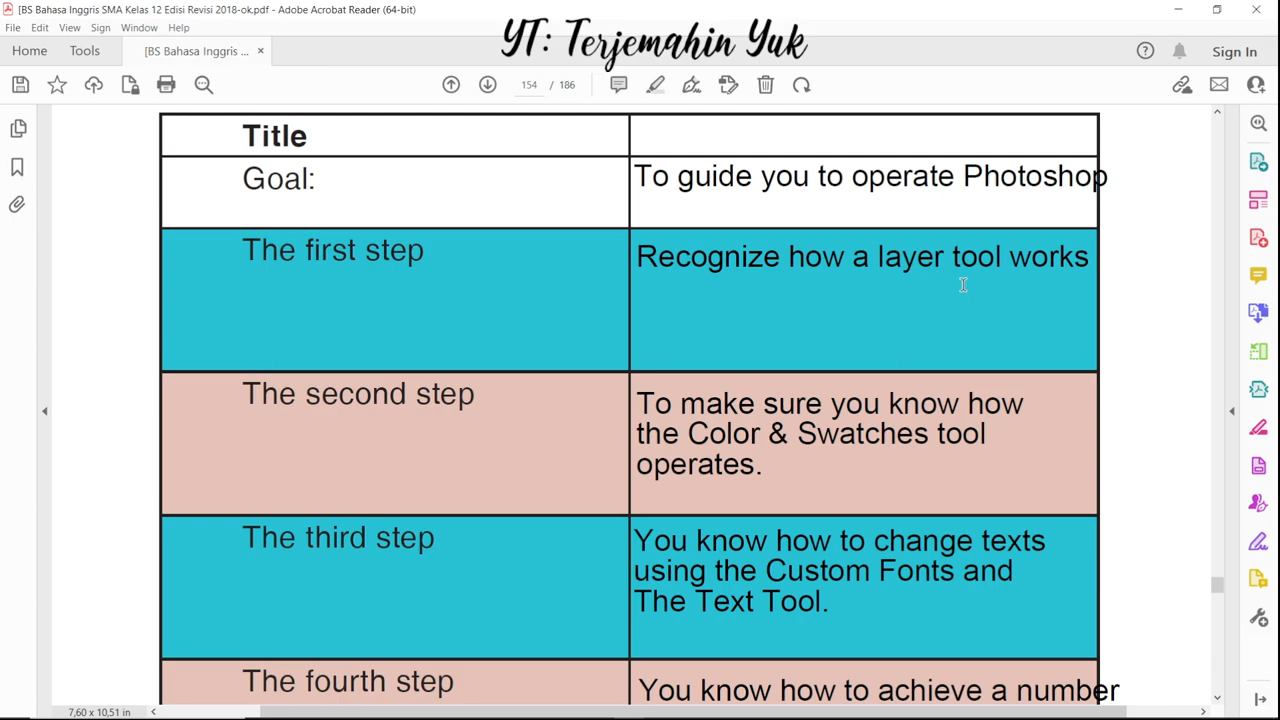 [BS Bahasa Inggris SMA Kelas 12 Edisi Revisi 2018-ok.pdf - Adobe Acrobat Reader (64-bit)
File Edit View Sign Window Help
YT: Terjemahin Yuk
Home Tools [BS Bahasa Inggris ... Sign In
154 / 186
Title
Goal: To guide you to operate Photoshop
The first step Recognize how a layer tool works
The second step To make sure you know how
the Color & Swatches tool
operates.
The third step You know how to change texts
using the Custom Fonts and
The Text Tool.
The fourth step You know how to achieve a number
7,60 x 10,51 in